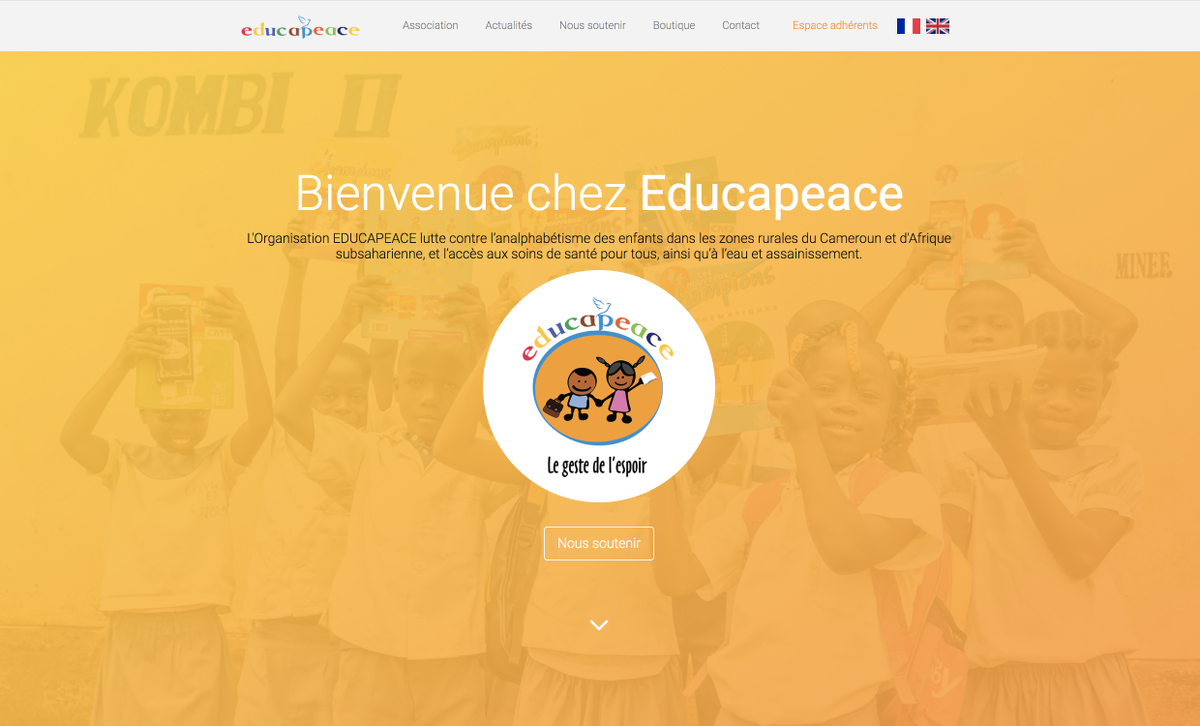 educapeace
Association
Actualités
Nous soutenir
Boutique
Contact
Espace adhérents
KOMBI II
Bienvenue chez Educapeace
L'Organisation EDUCAPEACE lutte contre l'analphabétisme des enfants dans les zones rurales du Cameroun et d'Afrique
subsaharienne, et l'accès aux soins de santé pour tous, ainsi qu'à l'eau et assainissement.
MINEE
educapeace
Le geste de l'espoir
Nous soutenir